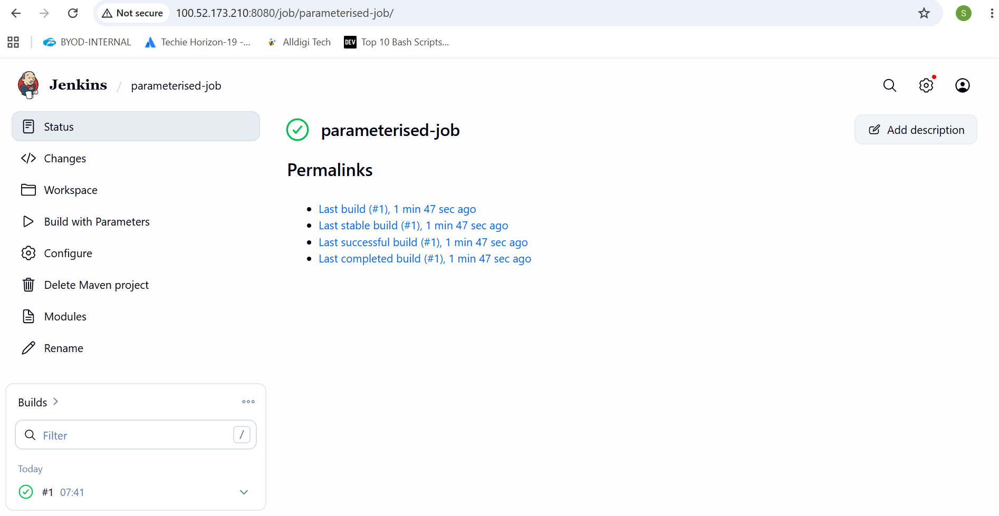 Not secure 100.52.173.210:8080/job/parameterised-job/ S
BYOD-INTERNAL Techie Horizon-19 -... Alldigi Tech DEV Top 10 Bash Scripts...
Jenkins / parameterised-job
Status
Changes
Workspace
Build with Parameters
Configure
Delete Maven project
Modules
Rename
Builds
Filter /
Today
#1 07:41
parameterised-job
Add description
Permalinks
Last build (#1), 1 min 47 sec ago
Last stable build (#1), 1 min 47 sec ago
Last successful build (#1), 1 min 47 sec ago
Last completed build (#1), 1 min 47 sec ago